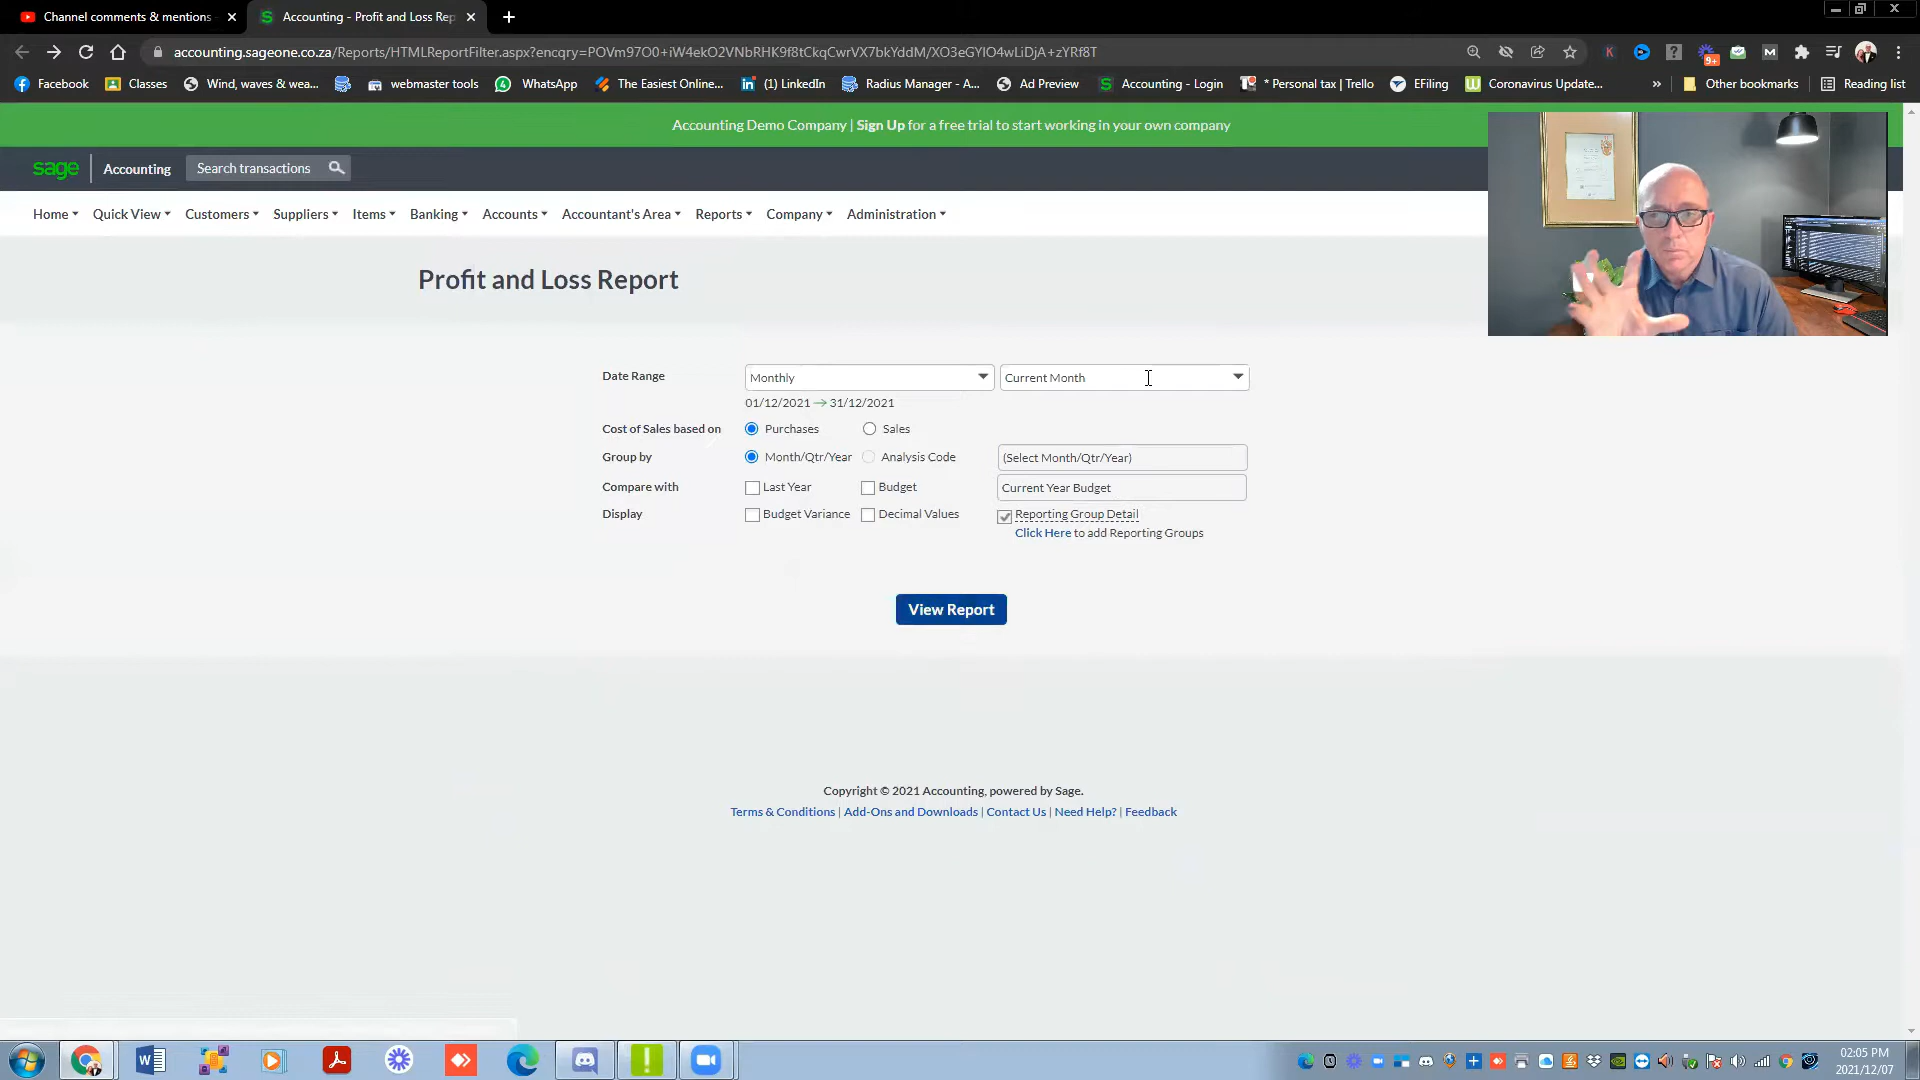 Channel comments & mentions
Accounting - Profit and Loss Rep
accounting.sageone.co.za/Reports/HTMLReportFilter.aspx?encqry=POVm97O0+iW4ekO2VNbRHK9f8tCkqCwrVX7bkYddM/XO3eGYlO4wLiDjA+zYRf8T
Facebook Classes Wind, waves & wea... webmaster tools WhatsApp The Easiest Online... (1) LinkedIn Radius Manager - A... Ad Preview Accounting - Login * Personal tax | Trello EFiling Coronavirus Update... » Other bookmarks Reading list
Accounting Demo Company | Sign Up for a free trial to start working in your own company
sage Accounting Search transactions
Home Quick View Customers Suppliers Items Banking Accounts Accountant's Area Reports Company Administration
Profit and Loss Report
Date Range Monthly Current Month
01/12/2021 → 31/12/2021
Cost of Sales based on Purchases Sales
Group by Month/Qtr/Year Analysis Code (Select Month/Qtr/Year)
Compare with Last Year Budget Current Year Budget
Display Budget Variance Decimal Values Reporting Group Detail
Click Here to add Reporting Groups
View Report
Copyright © 2021 Accounting, powered by Sage.
Terms & Conditions | Add-Ons and Downloads | Contact Us | Need Help? | Feedback
02:05 PM
2021/12/07